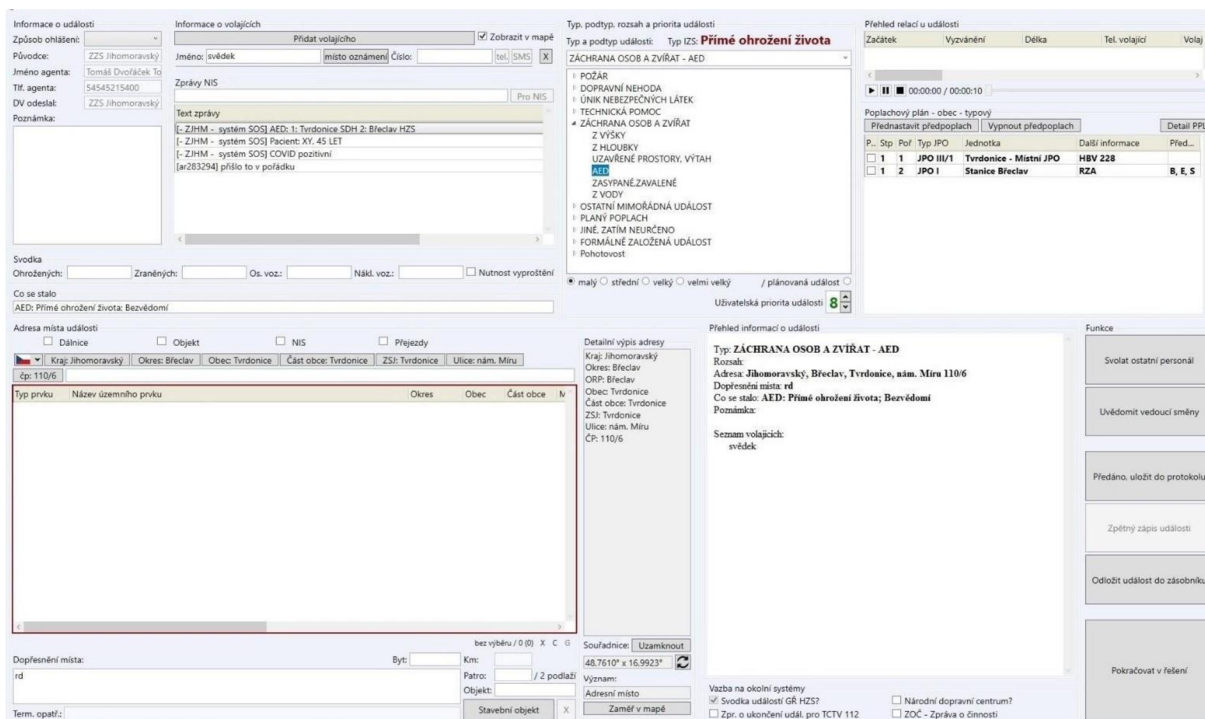 Informace o události
Způsob ohlášení:
Původce: ZZS Jihomoravský
Jméno agenta: Tomáš Dvořáček To
Tlf. agenta: 54545215400
DV odeslal: ZZS Jihomoravský
Poznámka:
Informace o volajících
Přidat volajícího Zobrazit v mapě
Jméno: svědek místo oznámení Číslo: tel. SMS X
Zprávy NIS
Pro NIS
Text zprávy
[- ZJHM - systém SOS] AED: 1: Tvrdonice SDH 2: Břeclav HZS
[- ZJHM - systém SOS] Pacient: XY, 45 LET
[- ZJHM - systém SOS] COVID pozitivní
[ar283294] přišlo to v pořádku
Svodka
Ohrožených: Zraněných: Os. voz.: Nákl. voz.: Nutnost vyproštění
Co se stalo
AED: Přímé ohrožení života; Bezvědomí
Typ, podtyp, rozsah a priorita události
Typ a podtyp události: Typ IZS: Přímé ohrožení života
ZÁCHRANA OSOB A ZVÍŘAT - AED
POŽÁR
DOPRAVNÍ NEHODA
ÚNIK NEBEZPEČNÝCH LÁTEK
TECHNICKÁ POMOC
ZÁCHRANA OSOB A ZVÍŘAT
Z VÝŠKY
Z HLOUBKY
UZAVŘENÉ PROSTORY, VÝTAH
AED
ZASYPANÉ,ZAVALENÉ
Z VODY
OSTATNÍ MIMOŘÁDNÁ UDÁLOST
PLANÝ POPLACH
JINÉ, ZATÍM NEURČENO
FORMÁLNĚ ZALOŽENÁ UDÁLOST
Pohotovost
malý střední velký velmi velký / plánovaná událost
Uživatelská priorita události 8
Přehled relací u události
Začátek Vyzvánění Délka Tel. volající Volaj
00:00:00 / 00:00:10
Poplachový plán - obec - typový
Přednastavit předpoplach Vypnout předpoplach Detail PPL
P... Stp Poř Typ JPO Jednotka Další informace Před...
1 1 JPO III/1 Tvrdonice - Místní JPO HBV 228
1 2 JPO I Stanice Břeclav RZA B, E, S
Adresa místa události
Dálnice Objekt NIS Přejezdy
Kraj: Jihomoravský Okres: Břeclav Obec: Tvrdonice Část obce: Tvrdonice ZSJ: Tvrdonice Ulice: nám. Míru
čp: 110/6
Typ prvku Název územního prvku Okres Obec Část obce M
bez výběru / 0 (0) X C G
Dopřesnění místa: Byt: Km:
rd
Patro: / 2 podlaží
Objekt:
Term. opatř.: Stavební objekt X
Detailní výpis adresy
Kraj: Jihomoravský
Okres: Břeclav
ORP: Břeclav
Obec: Tvrdonice
Část obce: Tvrdonice
ZSJ: Tvrdonice
Ulice: nám. Míru
ČP: 110/6
Souřadnice: Uzamknout
48.7610° x 16.9923°
Význam:
Adresní místo
Zaměř v mapě
Přehled informací o události
Typ: ZÁCHRANA OSOB A ZVÍŘAT - AED
Rozsah:
Adresa: Jihomoravský, Břeclav, Tvrdonice, nám. Míru 110/6
Dopřesnění místa: rd
Co se stalo: AED: Přímé ohrožení života; Bezvědomí
Poznámka:
Seznam volajících:
svědek
Vazba na okolní systémy
Svodka událostí GŘ HZS? Národní dopravní centrum?
Zpr. o ukončení udál. pro TCTV 112 ZOČ - Zpráva o činnosti
Funkce
Svolat ostatní personál
Uvědomit vedoucí směny
Předáno, uložit do protokolu
Zpětný zápis události
Odložit událost do zásobníku
Pokračovat v řešení